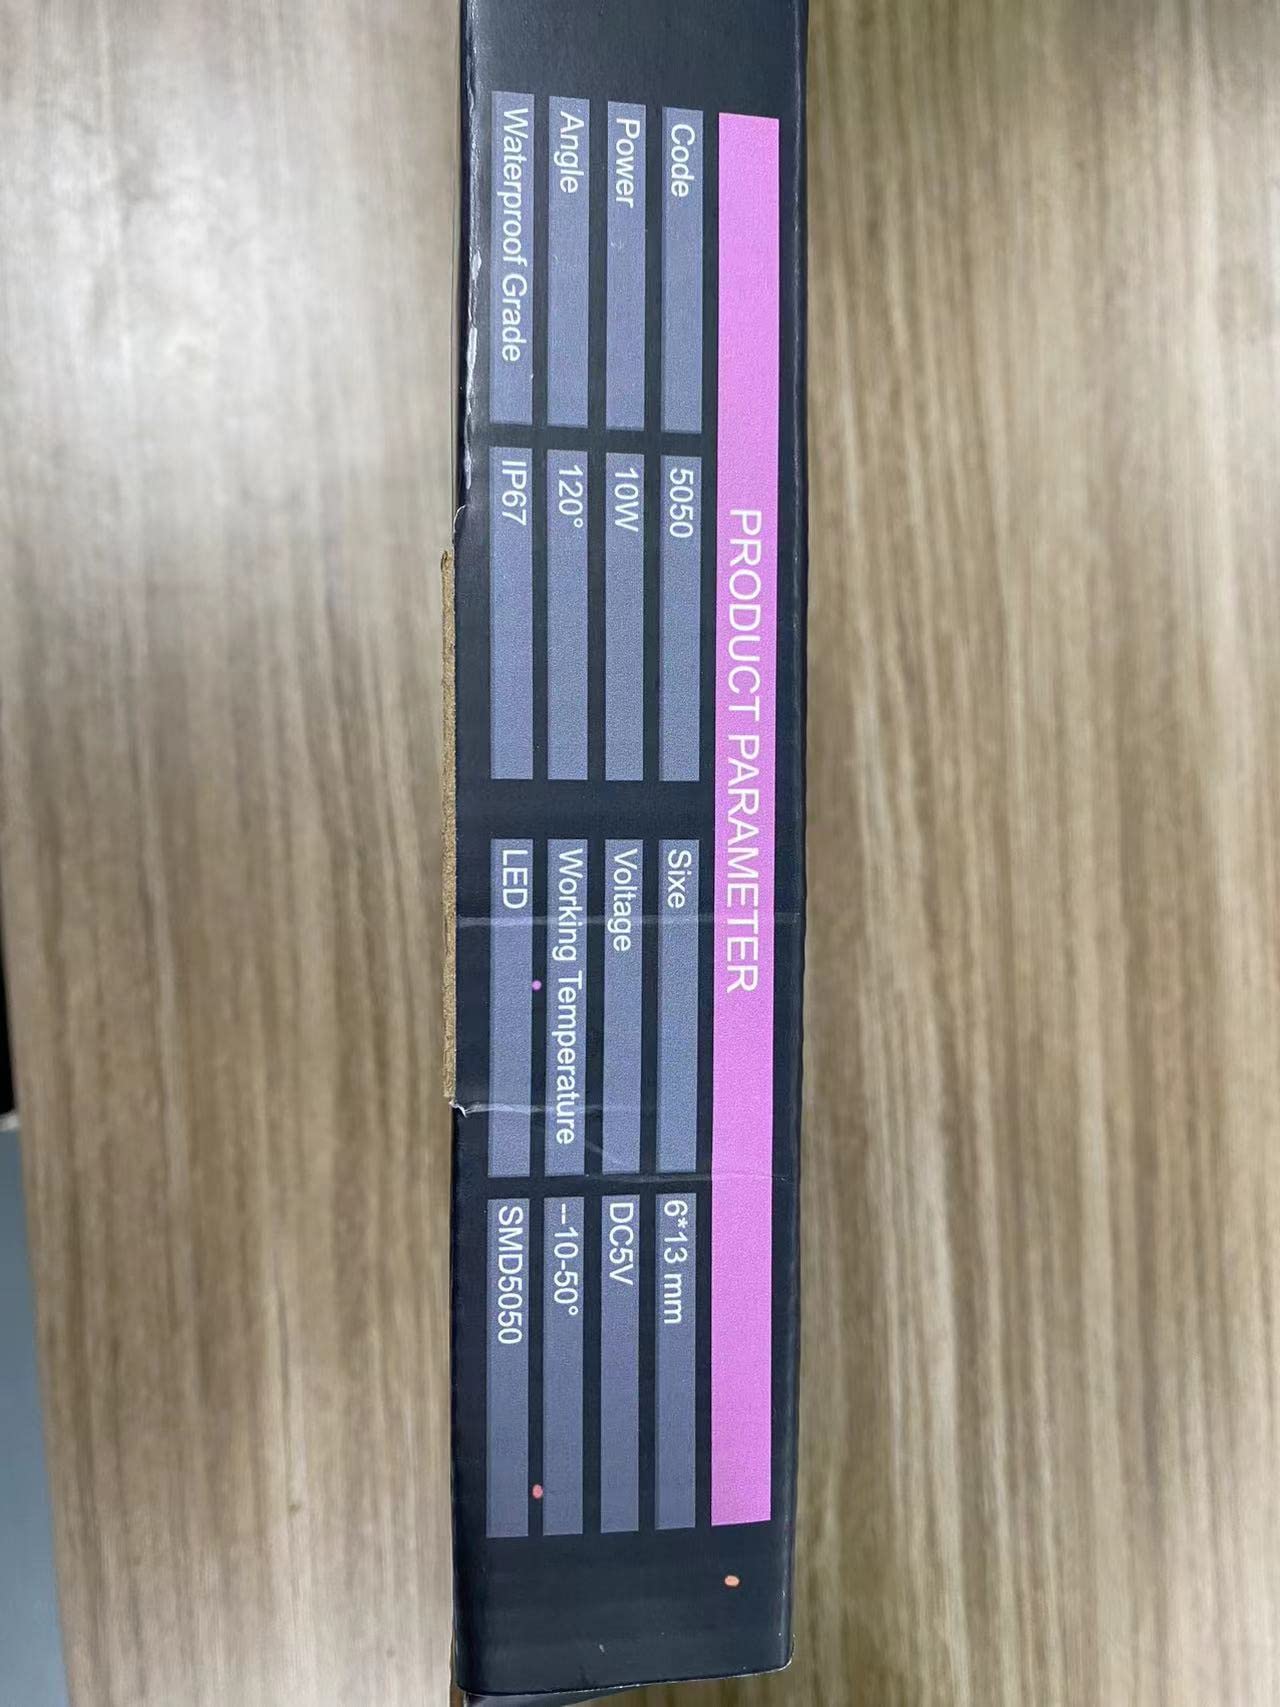 PRODUCT PARAMETER
Code 5050 Sixe 6*13 mm
Power 10W Voltage DC5V
Angle 120° Working Temperature --10-50°
Waterproof Grade IP67 LED SMD5050